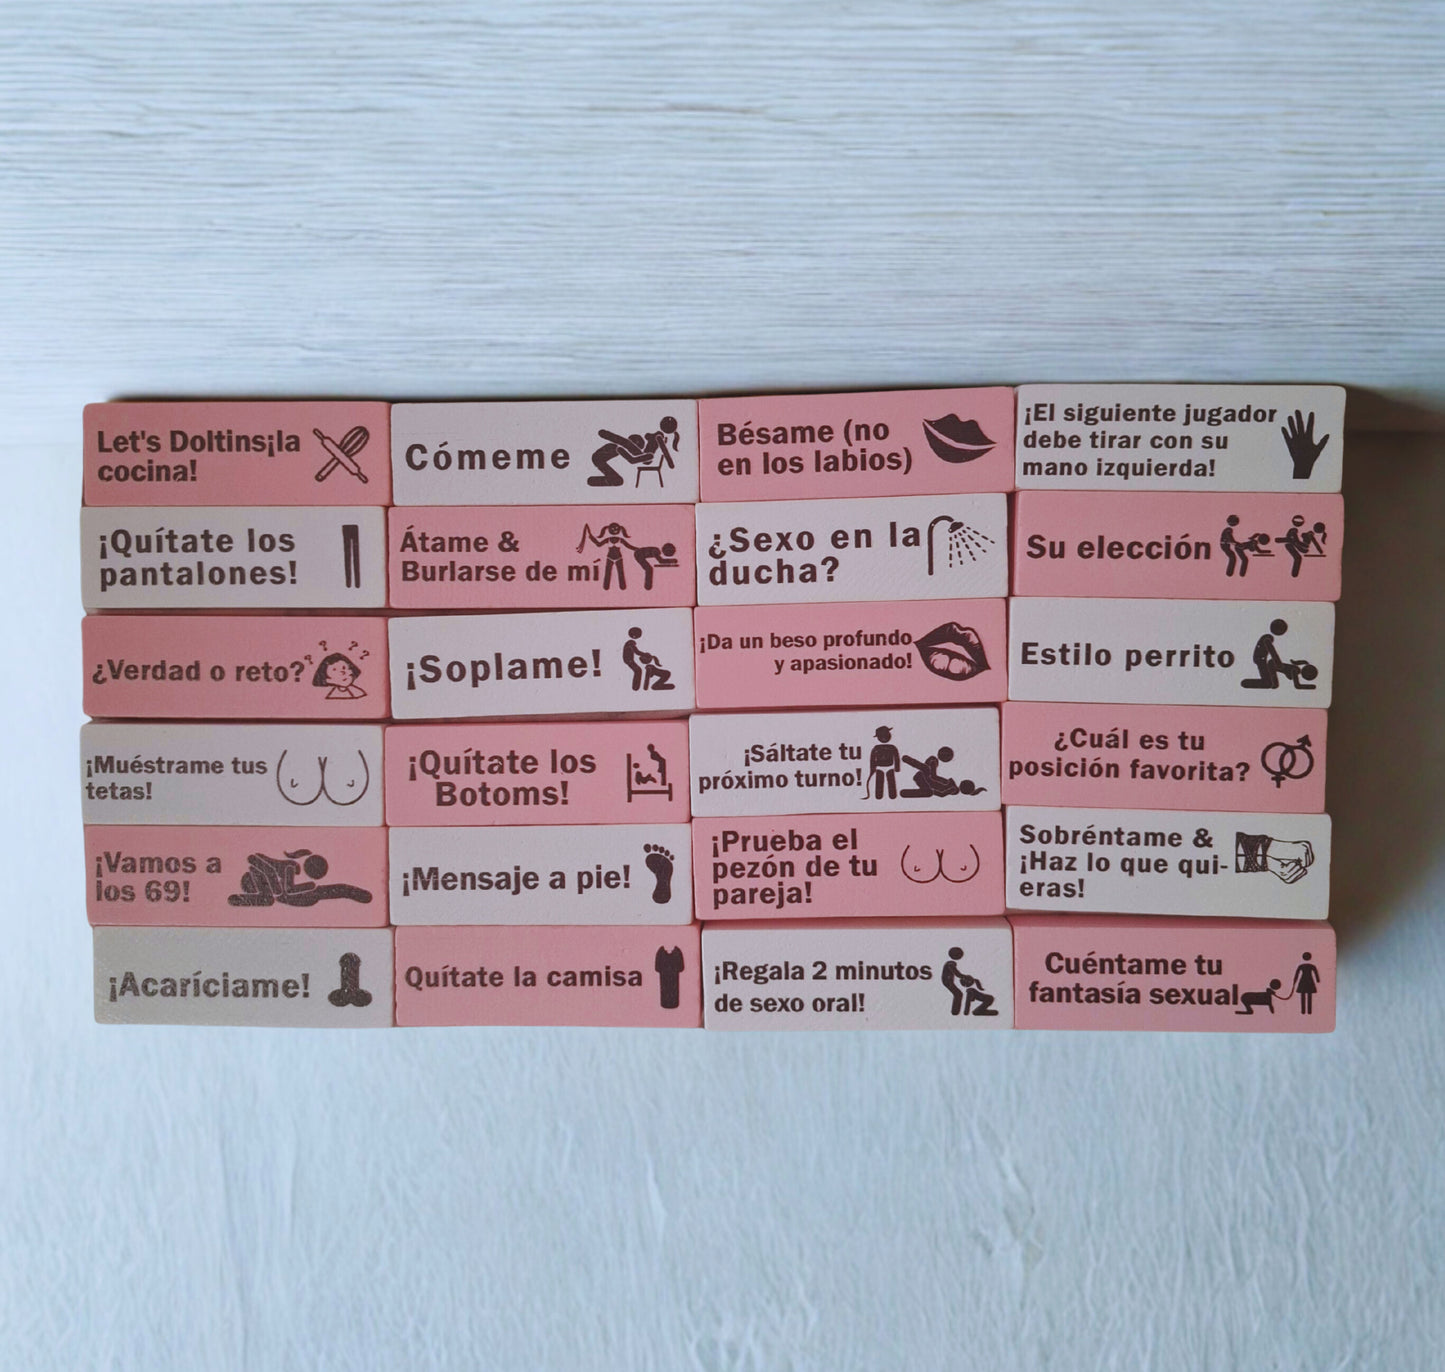 Let's Doltins¡la
cocina!
Cómeme
Bésame (no
en los labios)
¡El siguiente jugador
debe tirar con su
mano izquierda!
¡Quítate los
pantalones!
Átame &
Burlarse de mí
¿Sexo en la
ducha?
Su elección
¿Verdad o reto?
? ? ? ?
¡Soplame!
¡Da un beso profundo
y apasionado!
Estilo perrito
¡Muéstrame tus
tetas!
¡Quítate los
Botoms!
¡Sáltate tu
próximo turno!
¿Cuál es tu
posición favorita?
¡Vamos a
los 69!
¡Mensaje a pie!
¡Prueba el
pezón de tu
pareja!
Sobréntame &
¡Haz lo que qui-
eras!
¡Acaríciame!
Quítate la camisa
¡Regala 2 minutos
de sexo oral!
Cuéntame tu
fantasía sexual